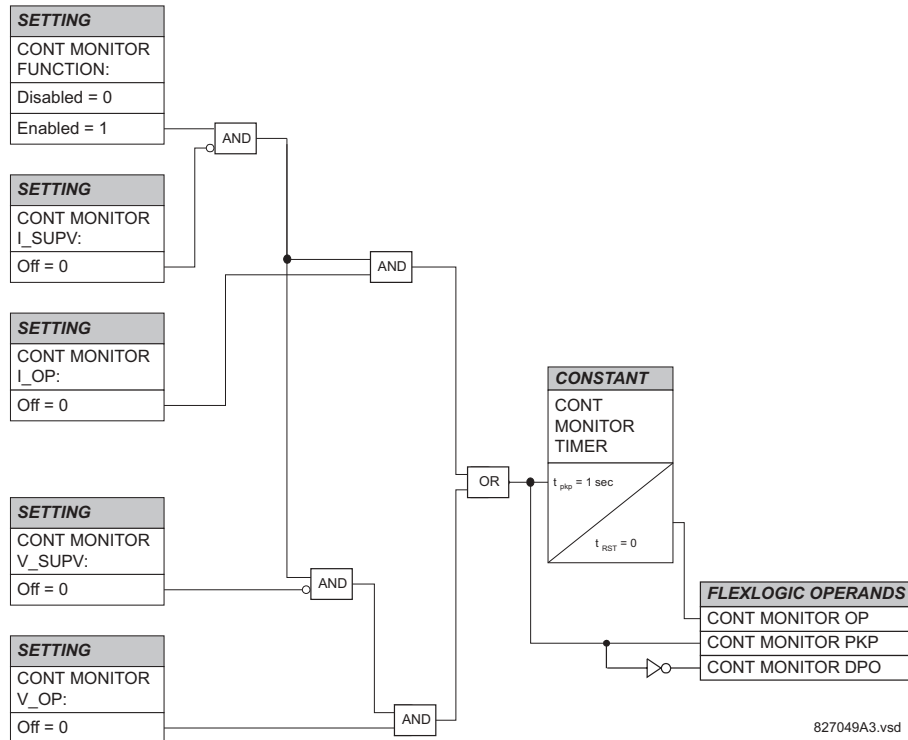 SETTING
CONT MONITOR
FUNCTION:
Disabled = 0
Enabled = 1
AND
SETTING
CONT MONITOR
I_SUPV:
Off = 0
AND
SETTING
CONT MONITOR
I_OP:
Off = 0
CONSTANT
CONT
MONITOR
TIMER
OR
t pkp = 1 sec
t RST = 0
SETTING
CONT MONITOR
V_SUPV:
Off = 0
AND
FLEXLOGIC OPERANDS
CONT MONITOR OP
CONT MONITOR PKP
CONT MONITOR DPO
SETTING
CONT MONITOR
V_OP:
Off = 0
AND
827049A3.vsd